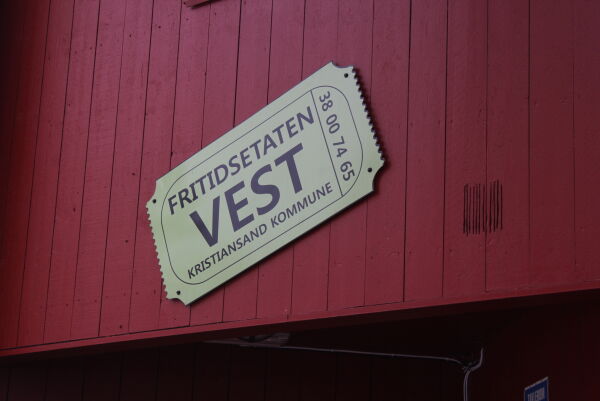 FRITIDSETATEN
VEST
KRISTIANSAND KOMMUNE
38 00 74 65